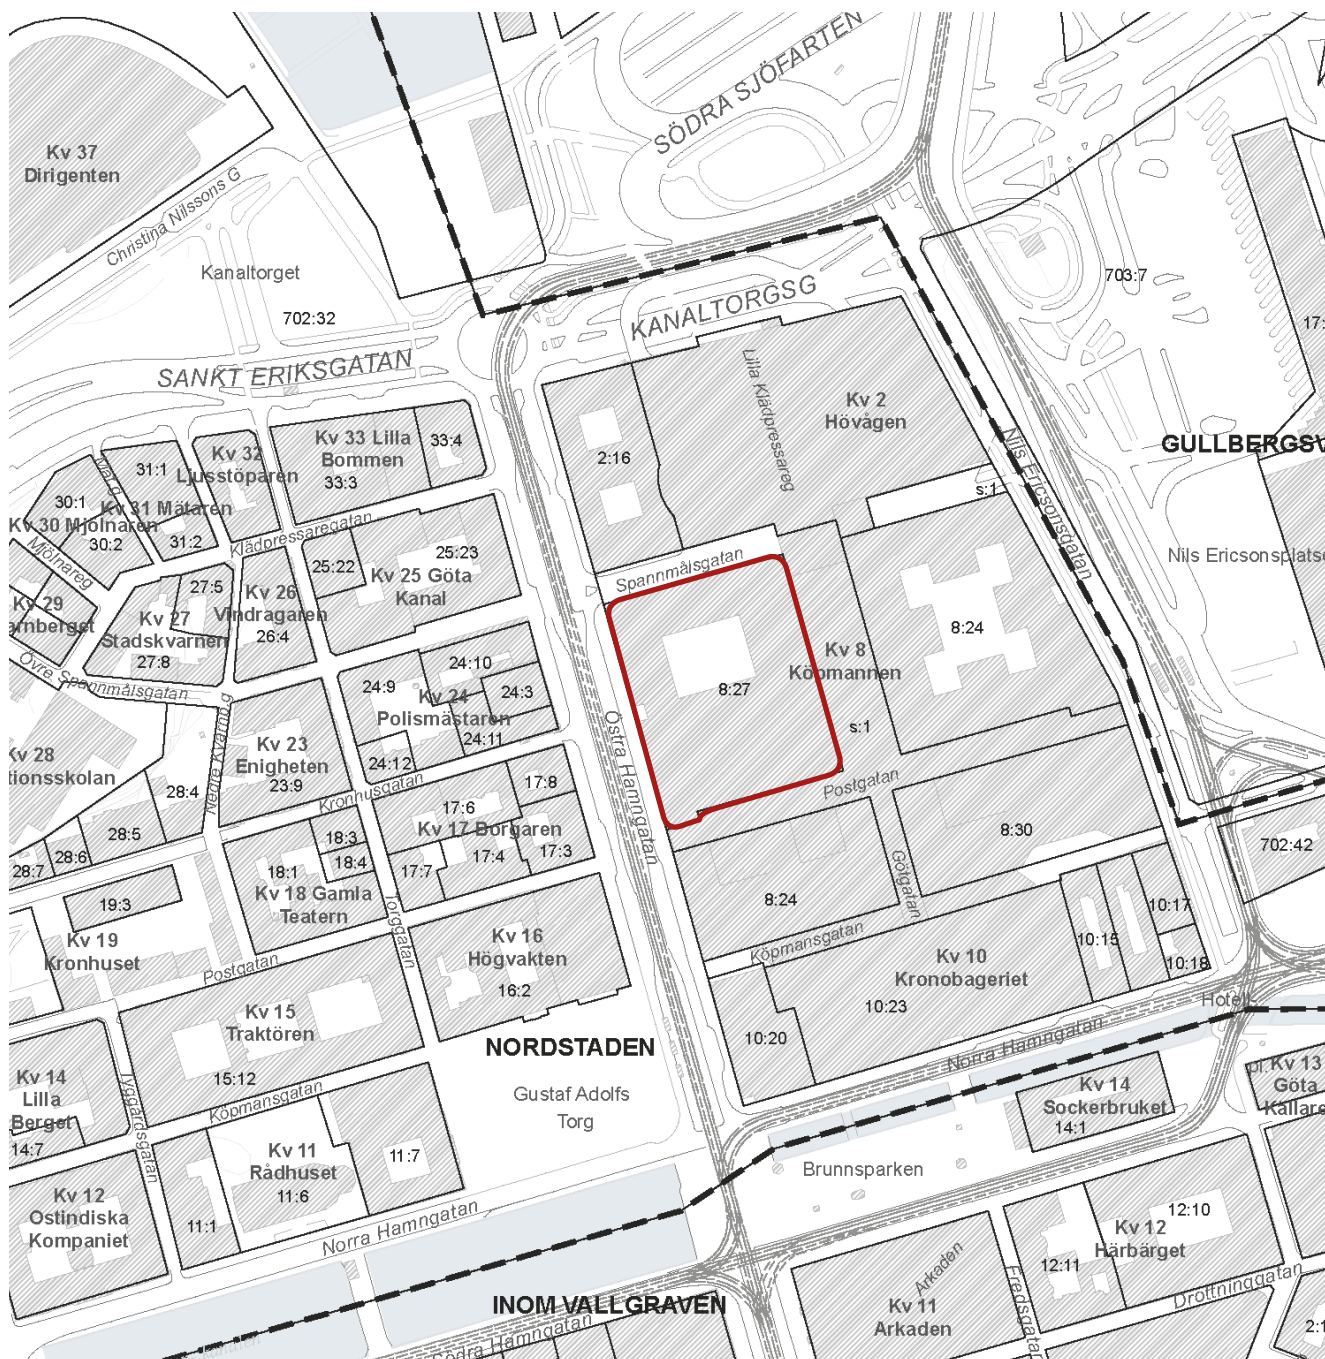 SÖDRA SJÖFARTEN
Kv 37
Dirigenten
Christina Nilssons G
Kanaltorget
702:32
703:7
KANALTORGSG
17:
SANKT ERIKSGATAN
Lilla Klädpressareg
Kv 2
Hövågen
Nils Ericsonsgatan
GULLBERGSV
Kv 33 Lilla
Bommen
33:3
33:4
2:16
Kv 32
Ljusstöparen
31:1
Kv 31 Mätaren
31:2
30:1
Kv 30 Mjölnaren
30:2
Mjölnareg
s:1
Klädpressaregatan
Nils Ericsonsplatse
Spannmålsgatan
25:22
25:23
Kv 25 Göta
Kanal
27:5
Kv 26
Vindragaren
26:4
Kv 29
arnberget
Kv 27
Stadskvarnen
27:8
Övre Spannmålsgatan
8:24
Kv 8
Köpmannen
8:27
s:1
24:10
24:9
24:3
Kv 24
Polismästaren
24:11
24:12
Östra Hamngatan
Kv 23
Enigheten
23:9
Kv 28
tionsskolan
28:4
28:5
28:6
28:7
Kronhusgatan
Postgatan
17:8
17:6
Kv 17 Borgaren
17:7
17:4
17:3
8:30
702:42
18:3
18:4
18:1
Kv 18 Gamla
Teatern
Torggatan
Götgatan
8:24
19:3
Kv 19
Kronhuset
Postgatan
Kv 16
Högvakten
16:2
Köpmansgatan
Kv 10
Kronobageriet
10:23
10:20
10:15
10:17
10:18
Kv 15
Traktören
15:12
NORDSTADEN
Norra Hamngatan
Gustaf Adolfs
Torg
Kv 14
Lilla
Berget
14:7
Köpmansgatan
Kv 14
Sockerbruket
14:1
Kv 13
Göta
Källare
Kv 11
Rådhuset
11:6
11:7
11:1
Brunnsparken
Kv 12
Ostindiska
Kompaniet
Norra Hamngatan
12:10
Kv 12
Härbärget
12:11
Arkaden
Fredsgatan
Drottninggatan
INOM VALLGRAVEN
Kv 11
Arkaden
Södra Hamngatan